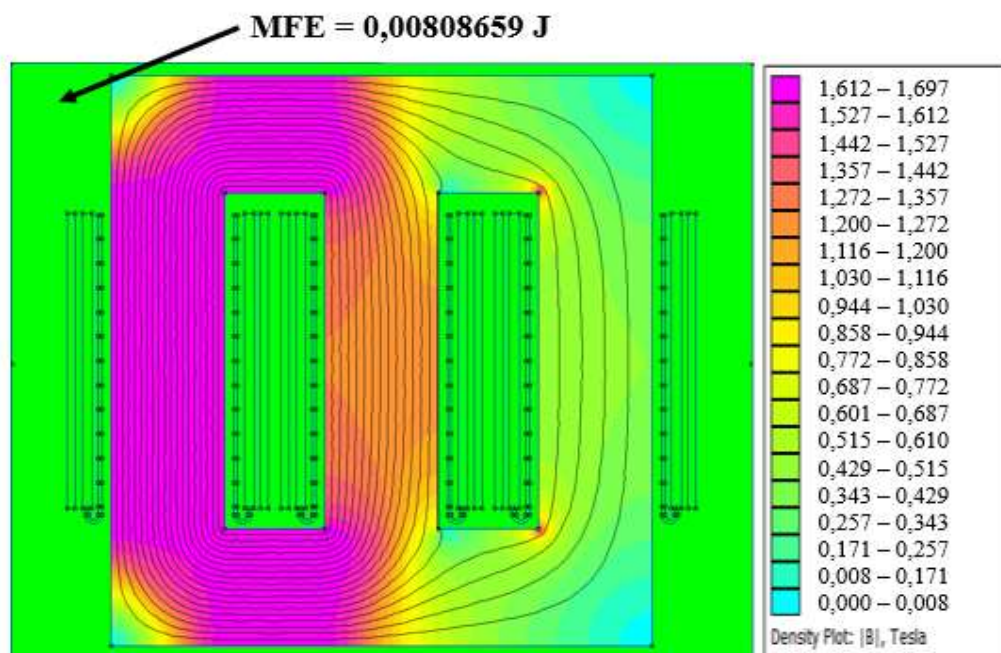 MFE = 0,00808659 J
1,612 – 1,697
1,527 – 1,612
1,442 – 1,527
1,357 – 1,442
1,272 – 1,357
1,200 – 1,272
1,116 – 1,200
1,030 – 1,116
0,944 – 1,030
0,858 – 0,944
0,772 – 0,858
0,687 – 0,772
0,601 – 0,687
0,515 – 0,610
0,429 – 0,515
0,343 – 0,429
0,257 – 0,343
0,171 – 0,257
0,008 – 0,171
0,000 – 0,008
Density Plot: |B|, Tesla